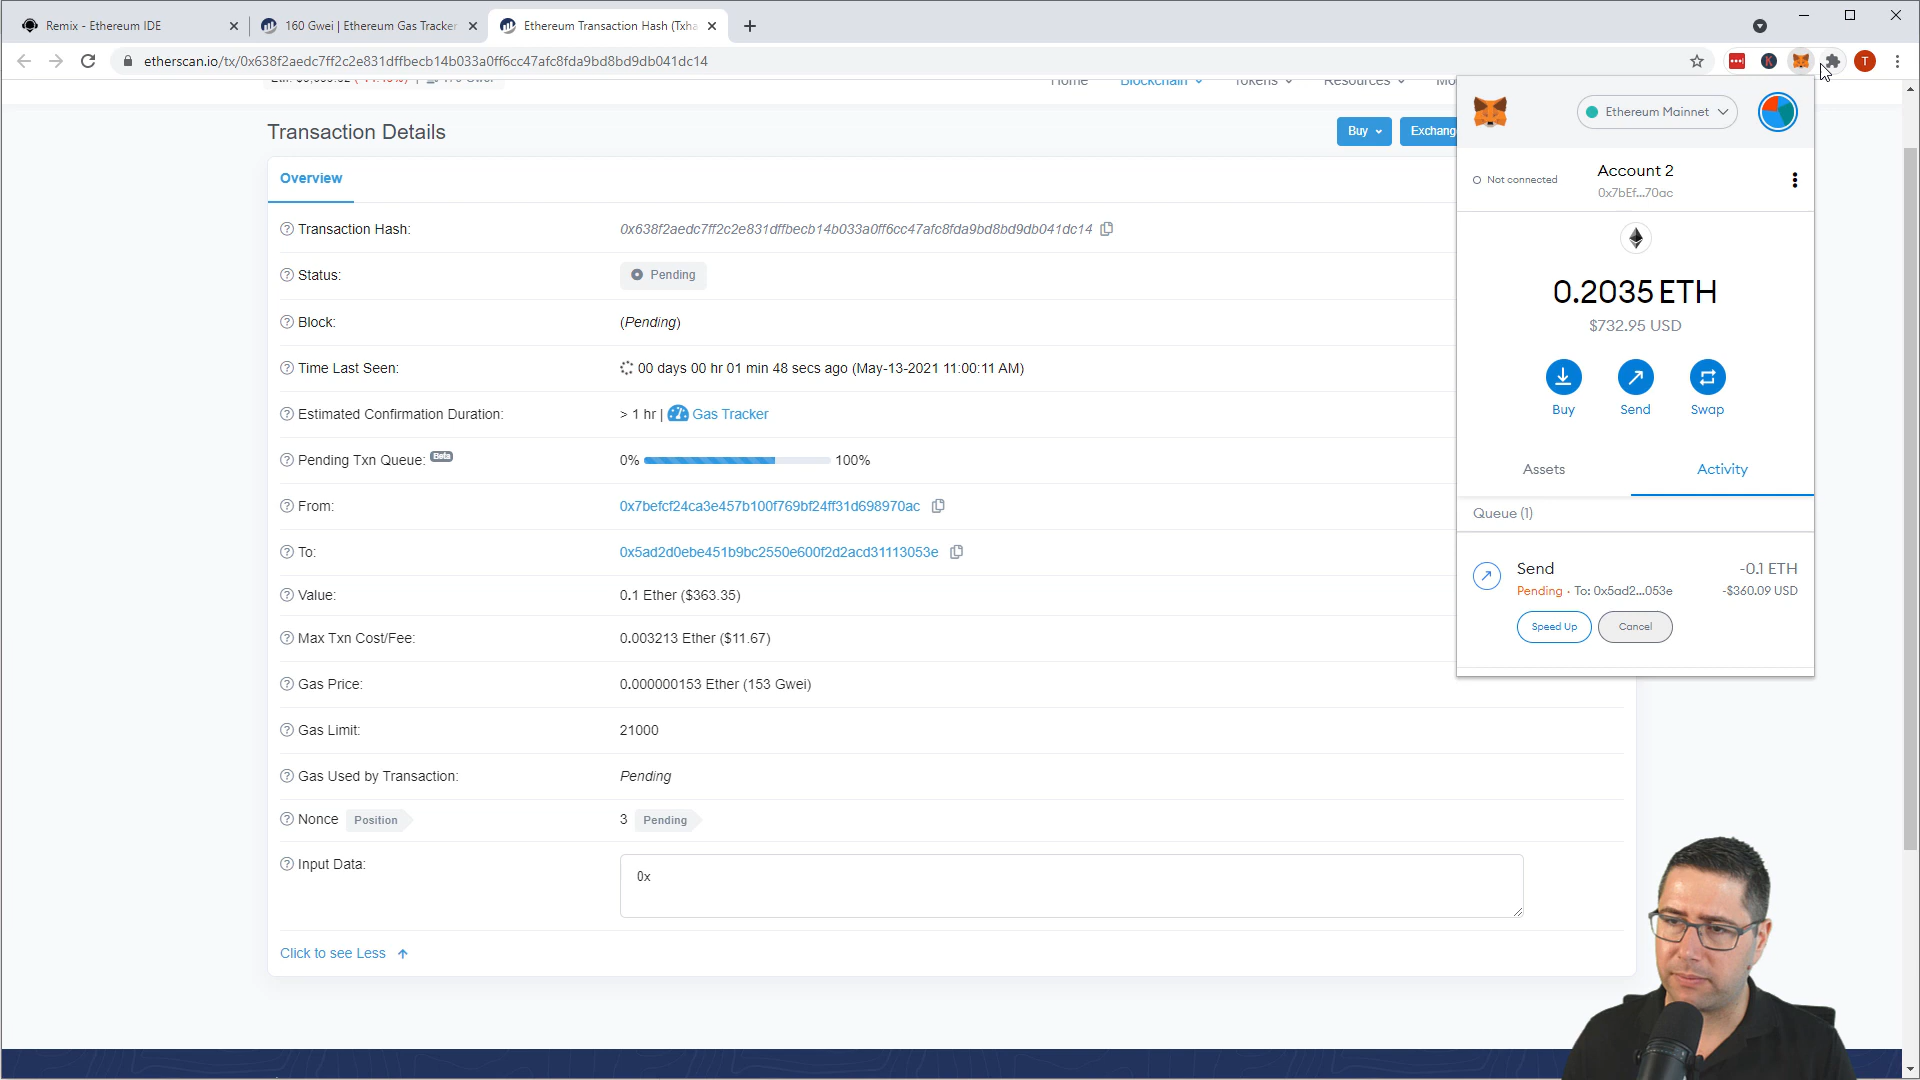 Remix - Ethereum IDE
160 Gwei | Ethereum Gas Tracker
Ethereum Transaction Hash (Txha
etherscan.io/tx/0x638f2aedc7ff2c2e831dffbecb14b033a0ff6cc47afc8fda9bd8bd9db041dc14
K
T
Home
Blockchain
Tokens
Resources
Transaction Details
Buy
Exchang
Overview
Transaction Hash:
0x638f2aedc7ff2c2e831dffbecb14b033a0ff6cc47afc8fda9bd8bd9db041dc14
Status:
Pending
Block:
(Pending)
Time Last Seen:
00 days 00 hr 01 min 48 secs ago (May-13-2021 11:00:11 AM)
Estimated Confirmation Duration:
> 1 hr | Gas Tracker
Pending Txn Queue: Beta
0% 100%
From:
0x7befcf24ca3e457b100f769bf24ff31d698970ac
To:
0x5ad2d0ebe451b9bc2550e600f2d2acd31113053e
Value:
0.1 Ether ($363.35)
Max Txn Cost/Fee:
0.003213 Ether ($11.67)
Gas Price:
0.000000153 Ether (153 Gwei)
Gas Limit:
21000
Gas Used by Transaction:
Pending
Nonce Position
3 Pending
Input Data:
0x
Click to see Less
Ethereum Mainnet
Not connected
Account 2
0x7bEf...70ac
0.2035 ETH
$732.95 USD
Buy
Send
Swap
Assets
Activity
Queue (1)
Send
-0.1 ETH
Pending · To: 0x5ad2...053e
-$360.09 USD
Speed Up
Cancel